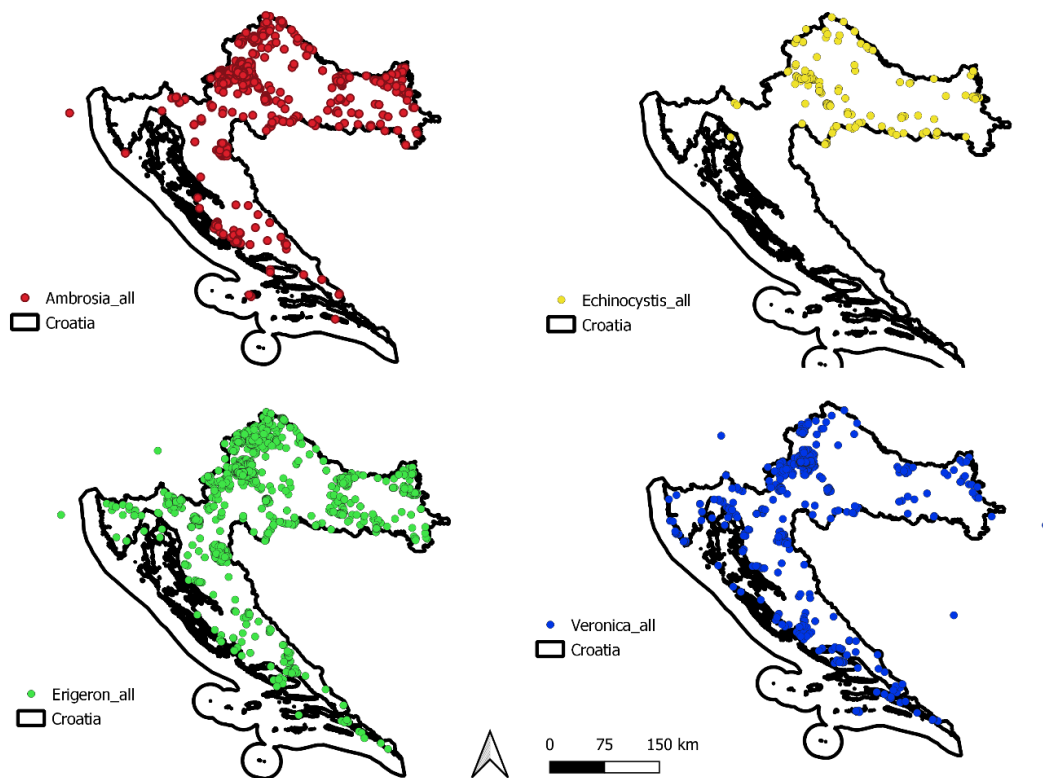 Ambrosia_all
Croatia
Echinocystis_all
Croatia
Erigeron_all
Croatia
Veronica_all
Croatia
0 75 150 km